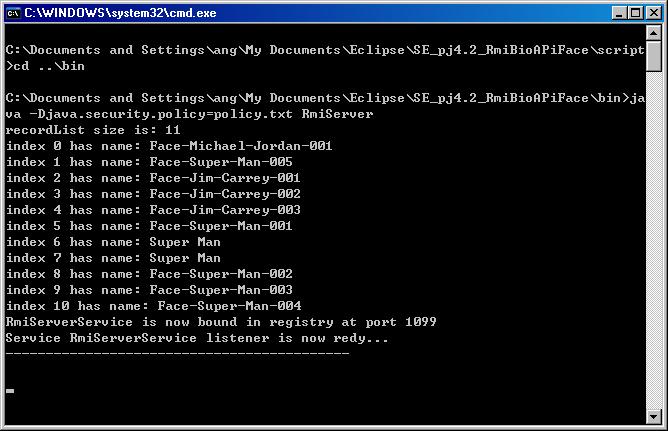 C:\WINDOWS\system32\cmd.exe
C:\Documents and Settings\ang\My Documents\Eclipse\SE_pj4.2_RmiBioAPiFace\script
>cd ..\bin
C:\Documents and Settings\ang\My Documents\Eclipse\SE_pj4.2_RmiBioAPiFace\bin>ja
va -Djava.security.policy=policy.txt RmiServer
recordList size is: 11
index 0 has name: Face-Michael-Jordan-001
index 1 has name: Face-Super-Man-005
index 2 has name: Face-Jim-Carrey-001
index 3 has name: Face-Jim-Carrey-002
index 4 has name: Face-Jim-Carrey-003
index 5 has name: Face-Super-Man-001
index 6 has name: Super Man
index 7 has name: Super Man
index 8 has name: Face-Super-Man-002
index 9 has name: Face-Super-Man-003
index 10 has name: Face-Super-Man-004
RmiServerService is now bound in registry at port 1099
Service RmiServerService listener is now redy...
-------------------------------------------